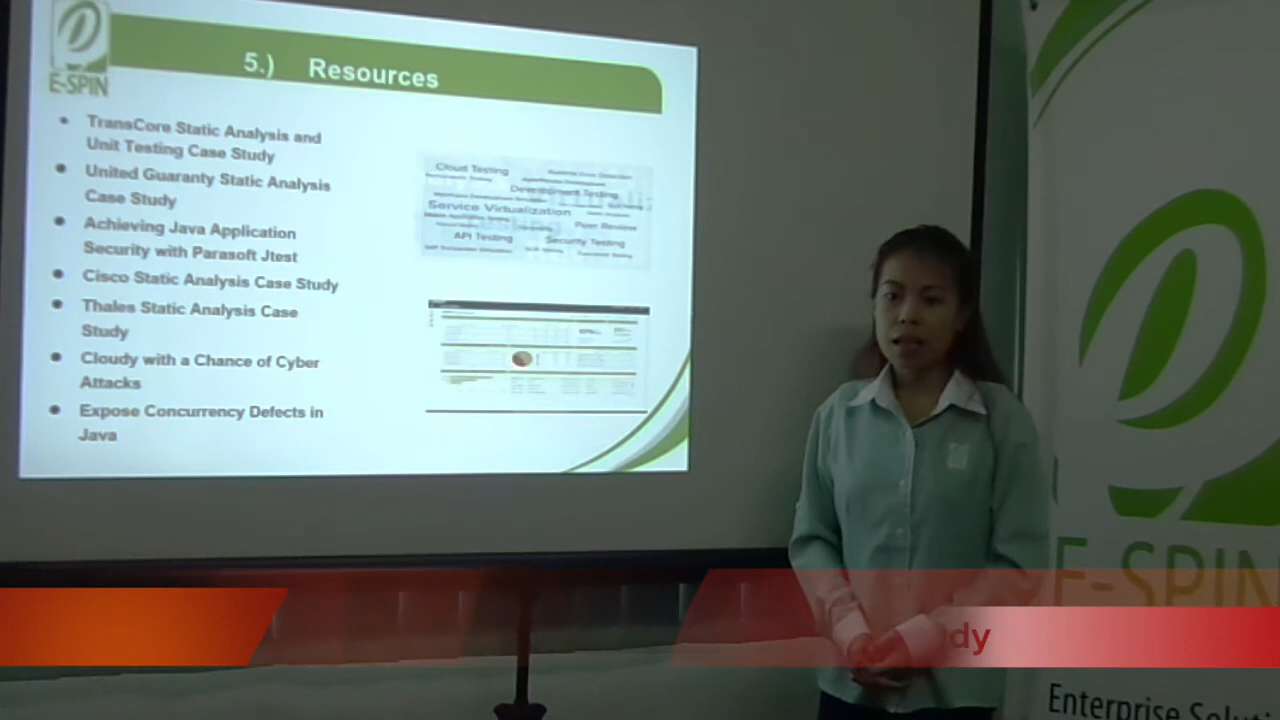 E-SPIN
5.) Resources
• TransCore Static Analysis and
Unit Testing Case Study
• United Guaranty Static Analysis
Case Study
• Achieving Java Application
Security with Parasoft Jtest
• Cisco Static Analysis Case Study
• Thales Static Analysis Case
Study
• Cloudy with a Chance of Cyber
Attacks
• Expose Concurrency Defects in
Java
Cloud Testing
Development Testing
Service Virtualization
Peer Review
API Testing
Security Testing
E-SPIN
dy
Enterprise Soluti